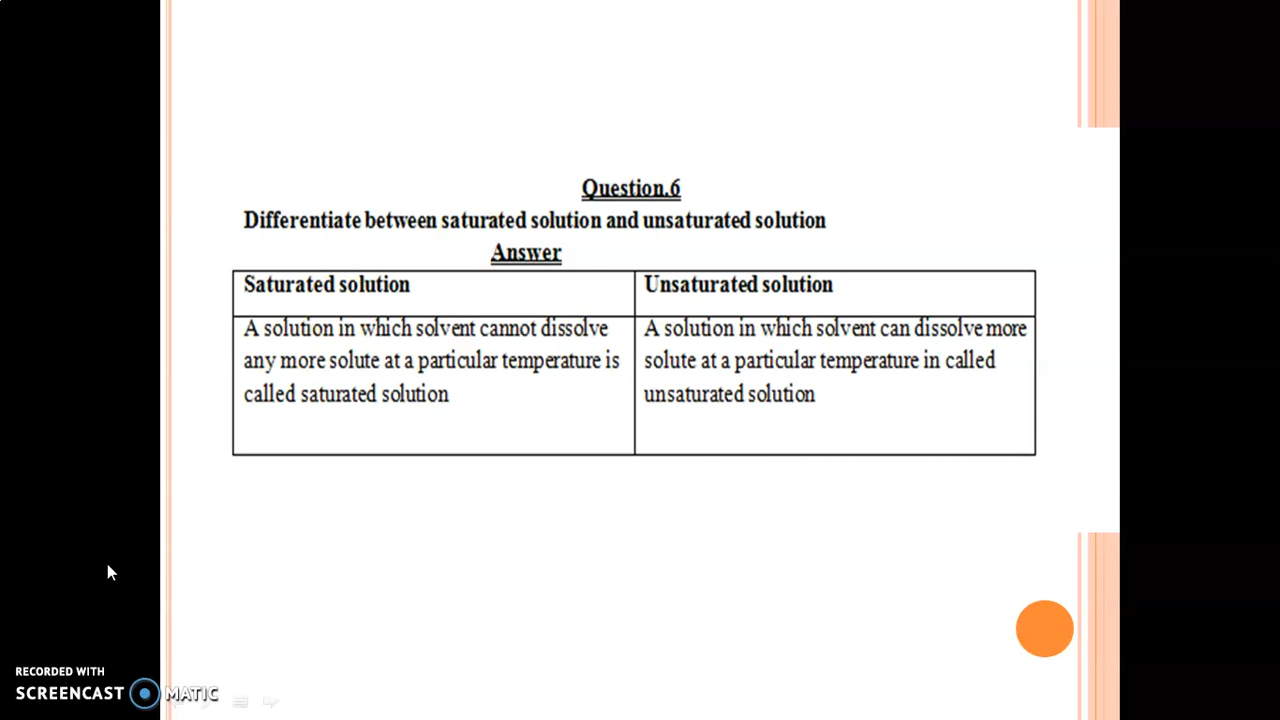 Question.6
Differentiate between saturated solution and unsaturated solution
Answer
Saturated solution
Unsaturated solution
A solution in which solvent cannot dissolve
any more solute at a particular temperature is
called saturated solution
A solution in which solvent can dissolve more
solute at a particular temperature in called
unsaturated solution
RECORDED WITH
SCREENCAST MATIC